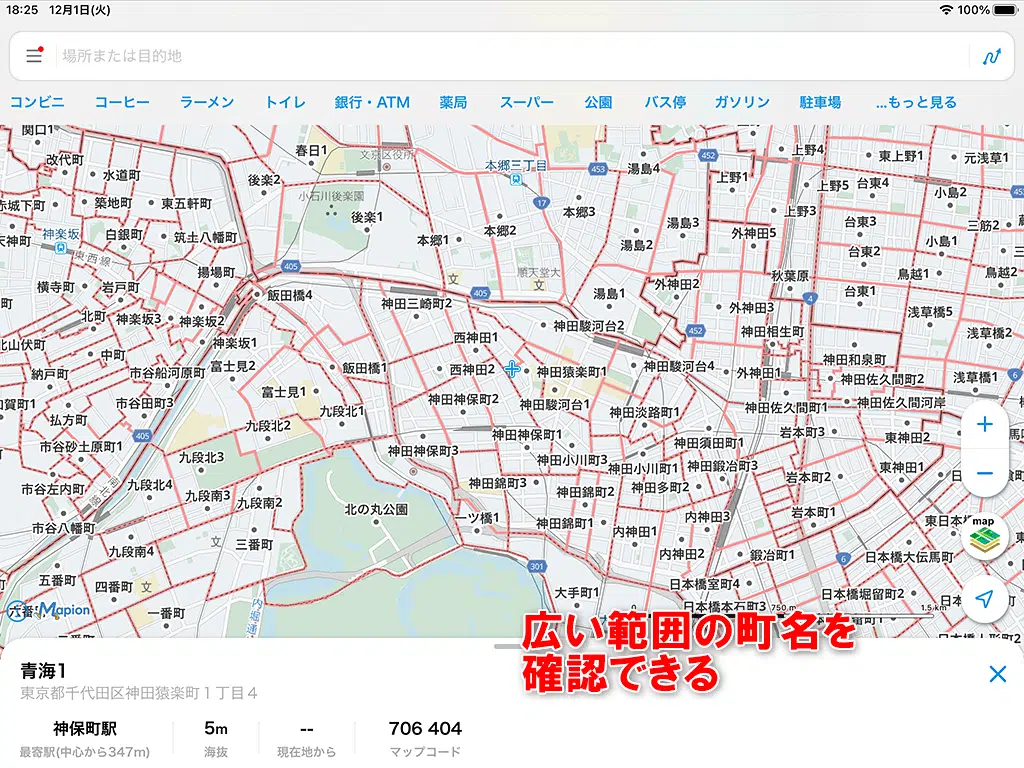 18:25 12月1日(火)
100%
場所または目的地
コンビニ コーヒー ラーメン トイレ 銀行・ATM 薬局 スーパー 公園 バス停 ガソリン 駐車場 ...もっと見る
関口1
春日1
文京区役所
本郷三丁目
453
湯島4
452
上野4
東上野1
元浅草1
改代町
水道町
後楽2
上野1
上野5
台東4
小島2
赤城下町
築地町
東五軒町
小石川後楽園
後楽1
17
本郷3
湯島3
上野3
台東3
三筋2
天神町
神楽坂
白銀町
筑土八幡町
本郷1
本郷2
湯島2
外神田5
台東2
小島1
東西線
揚場町
405
順天堂大
文
文
秋葉原
鳥越1
鳥越2
横寺町
岩戸町
飯田橋4
神田三崎町2
405
湯島1
外神田2
外神田3
4
台東1
浅草橋5
北町
神楽坂3
神楽坂2
神田駿河台2
452
神田相生町
浅草橋2
北山伏町
中町
神楽坂1
西神田1
神田和泉町
納戸町
市谷船河原町
富士見2
飯田橋1
西神田2
神田猿楽町1
神田駿河台4
外神田1
神田佐久間町2
浅草橋1
6
市谷田町3
富士見1
九段北1
神田神保町2
神田駿河台1
神田淡路町1
神田佐久間町1
神田佐久間河岸
払方町
405
九段北2
市谷砂土原町1
神田神保町3
神田神保町1
神田須田町1
岩本町3
東神田2
九段北3
神田小川町3
神田小川町1
神田鍛冶町3
東神田1
市谷左内町
南北線
九段北4
九段南3
九段南2
神田錦町3
神田錦町2
神田多町2
岩本町2
北の丸公園
一ツ橋1
神田錦町1
内神田1
内神田3
岩本町1
市谷八幡町
九段南4
文
三番町
内神田2
鍛冶町1
6
日本橋大伝馬町
map
五番町
四番町
文
301
大手町1
日本橋室町4
日本橋堀留町2
Mapion
一番町
内堀通
日本橋本石町3
750m
1.5km
広い範囲の町名を
確認できる
青海1
東京都千代田区神田猿楽町1丁目4
神保町駅 5m -- 706 404
最寄駅(中心から347m) 海抜 現在地から マップコード